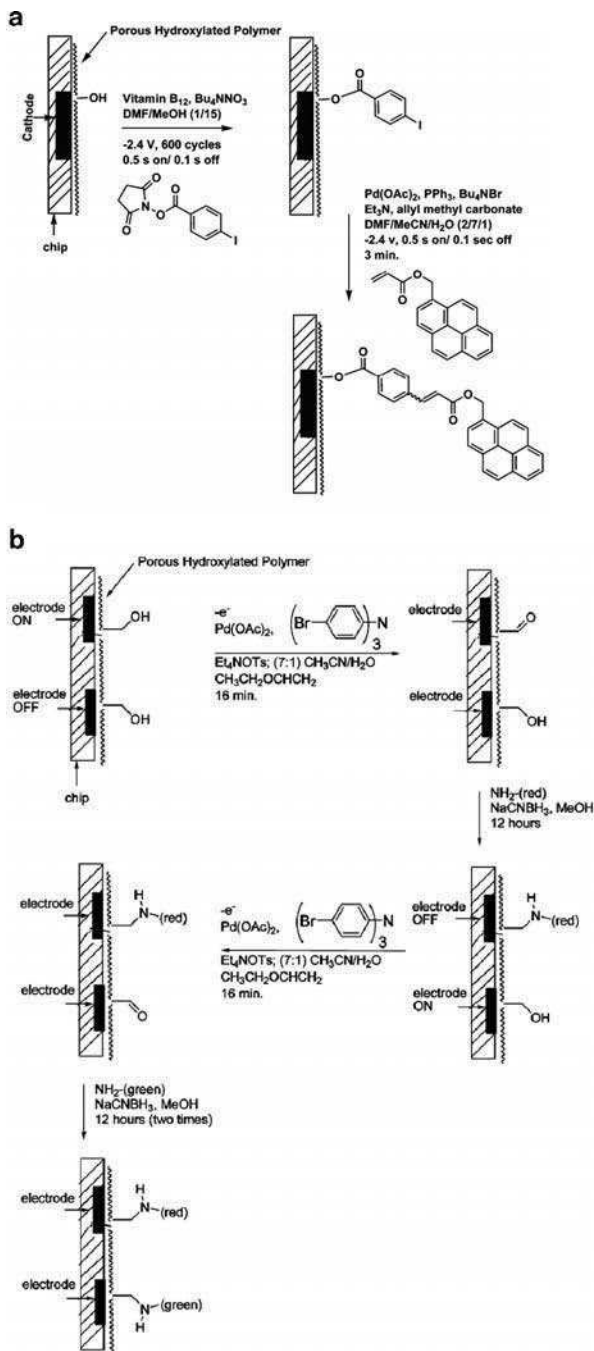 a
Porous Hydroxylated Polymer
OH
Cathode
chip
Vitamin B12, Bu4NNO3
DMF/MeOH (1/15)
-2.4 V, 600 cycles
0.5 s on/ 0.1 s off
O
N-O
O
O
I
O
O
I
Pd(OAc)2, PPh3, Bu4NBr
Et3N, allyl methyl carbonate
DMF/MeCN/H2O (2/7/1)
-2.4 v, 0.5 s on/ 0.1 sec off
3 min.
O
O
O
O
O
O
b
Porous Hydroxylated Polymer
electrode
ON
OH
electrode
OFF
OH
chip
-e-
Pd(OAc)2, (Br N
3
Et4NOTs; (7:1) CH3CN/H2O
CH3CH2OCHCH2
16 min.
electrode
O
electrode
OH
NH2-(red)
NaCNBH3, MeOH
12 hours
electrode
OFF
H
N
(red)
electrode
ON
OH
-e-
Pd(OAc)2, (Br N
3
Et4NOTs; (7:1) CH3CN/H2O
CH3CH2OCHCH2
16 min.
electrode
H
N
(red)
electrode
O
NH2-(green)
NaCNBH3, MeOH
12 hours (two times)
electrode
H
N
(red)
electrode
N
H
(green)